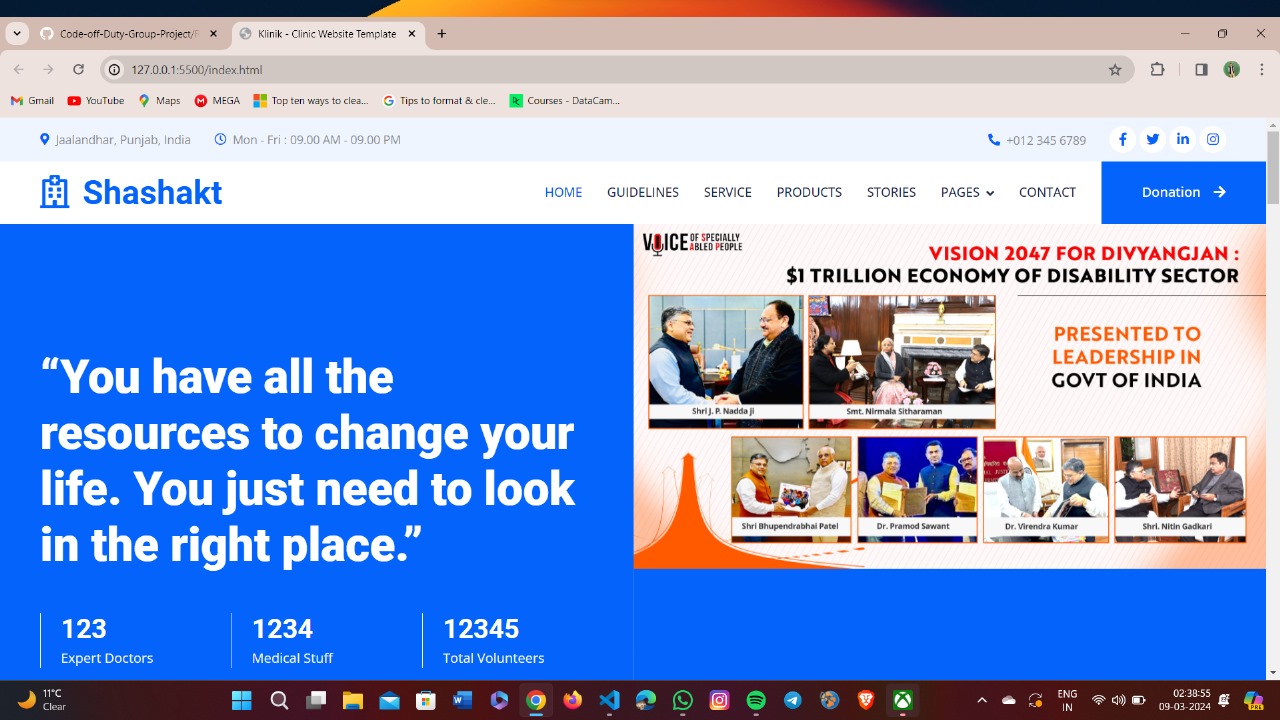 Code-off-Duty-Group-Project/
Klinik - Clinic Website Template
127.0.0.1:5500/index.html
Gmail
YouTube
Maps
MEGA
Top ten ways to clea...
Tips to format & cle...
Courses - DataCam...
Jaalandhar, Punjab, India
Mon - Fri : 09.00 AM - 09.00 PM
+012 345 6789
Shashakt
HOME
GUIDELINES
SERVICE
PRODUCTS
STORIES
PAGES
CONTACT
Donation
“You have all the
resources to change your
life. You just need to look
in the right place.”
123
Expert Doctors
1234
Medical Stuff
12345
Total Volunteers
VOICE OF SPECIALLY
ABLED PEOPLE
VISION 2047 FOR DIVYANGJAN :
$1 TRILLION ECONOMY OF DISABILITY SECTOR
PRESENTED TO
LEADERSHIP IN
GOVT OF INDIA
Shri J. P. Nadda ji
Smt. Nirmala Sitharaman
Shri Bhupendrabhai Patel
Dr. Pramod Sawant
Dr. Virendra Kumar
Shri. Nitin Gadkari
11°C
Clear
ENG
IN
02:38:55
09-03-2024
PRE